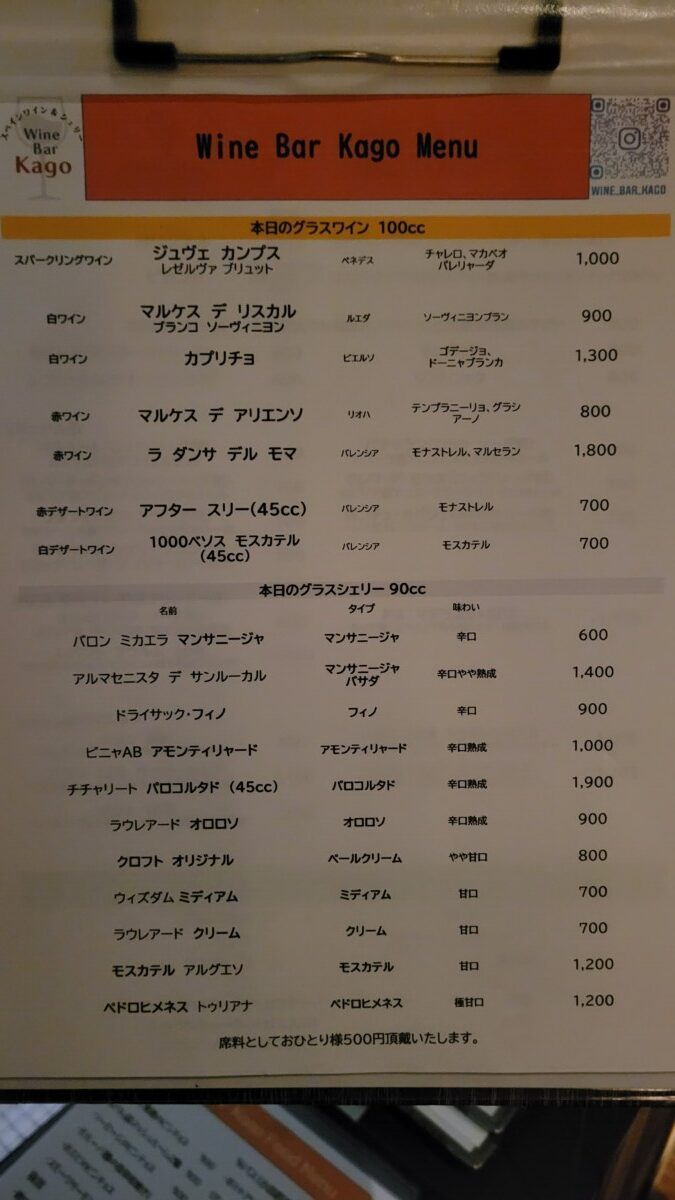 スペインワイン & シェリー
Wine
Bar
Kago
Wine Bar Kago Menu
WINE_BAR_KAGO
本日のグラスワイン 100cc
スパークリングワイン ジュヴェ カンプス レゼルヴァ ブリュット ペネデス チャレロ、マカベオ パレリャーダ 1,000
白ワイン マルケス デ リスカル ブランコ ソーヴィニヨン ルエダ ソーヴィニヨンブラン 900
白ワイン カプリチョ ビエルソ ゴデージョ、ドーニャブランカ 1,300
赤ワイン マルケス デ アリエンソ リオハ テンプラニーリョ、グラシアーノ 800
赤ワイン ラ ダンサ デル モマ バレンシア モナストレル、マルセラン 1,800
赤デザートワイン アフター スリー(45cc) バレンシア モナストレル 700
白デザートワイン 1000ペソス モスカテル (45cc) バレンシア モスカテル 700
本日のグラスシェリー 90cc
名前 タイプ 味わい
バロン ミカエラ マンサニージャ マンサニージャ 辛口 600
アルマセニスタ デ サンルーカル マンサニージャ パサダ 辛口やや熟成 1,400
ドライサック・フィノ フィノ 辛口 900
ビニャAB アモンティリャード アモンティリャード 辛口熟成 1,000
チチャリート パロコルタド (45cc) パロコルタド 辛口熟成 1,900
ラウレアード オロロソ オロロソ 辛口熟成 900
クロフト オリジナル ペールクリーム やや甘口 800
ウィズダム ミディアム ミディアム 甘口 700
ラウレアード クリーム クリーム 甘口 700
モスカテル アルグエソ モスカテル 甘口 1,200
ペドロヒメネス トゥリアナ ペドロヒメネス 極甘口 1,200
席料としておひとり様500円頂戴いたします。